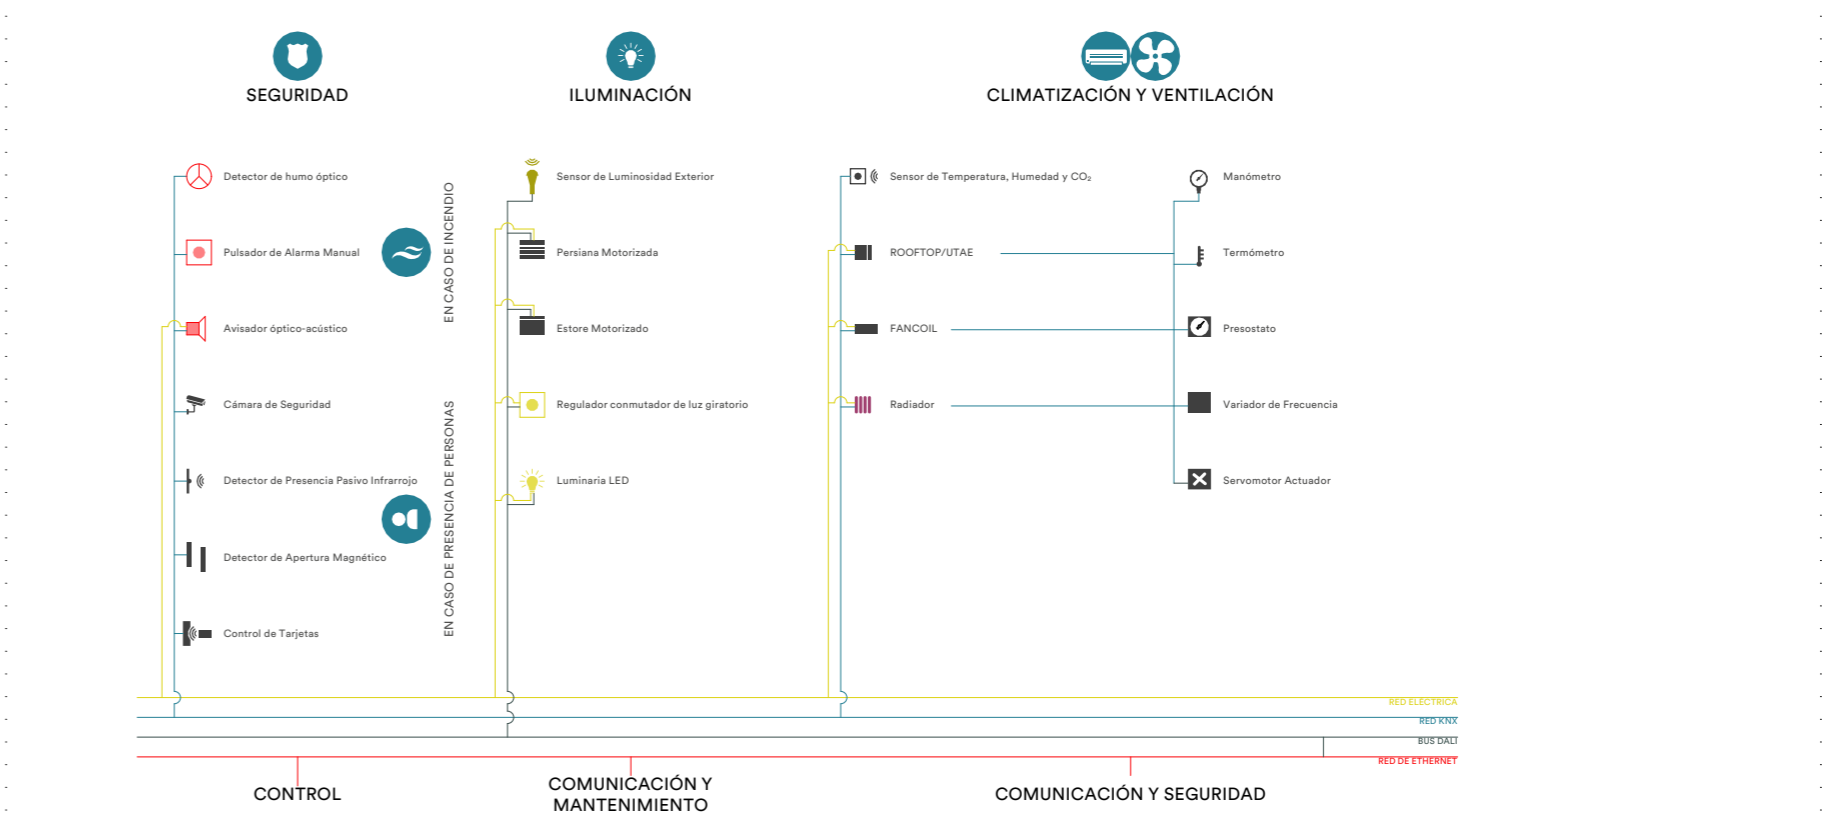 SEGURIDAD
ILUMINACIÓN
CLIMATIZACIÓN Y VENTILACIÓN
Detector de humo óptico
Pulsador de Alarma Manual
Avisador óptico-acústico
Cámara de Seguridad
Detector de Presencia Pasivo Infrarrojo
Detector de Apertura Magnético
Control de Tarjetas
EN CASO DE INCENDIO
EN CASO DE PRESENCIA DE PERSONAS
Sensor de Luminosidad Exterior
Persiana Motorizada
Estore Motorizado
Regulador conmutador de luz giratorio
Luminaria LED
Sensor de Temperatura, Humedad y CO₂
ROOFTOP/UTAE
FANCOIL
Radiador
Manómetro
Termómetro
Presostato
Variador de Frecuencia
Servomotor Actuador
RED ELÉCTRICA
RED KNX
BUS DALI
RED DE ETHERNET
CONTROL
COMUNICACIÓN Y
MANTENIMIENTO
COMUNICACIÓN Y SEGURIDAD